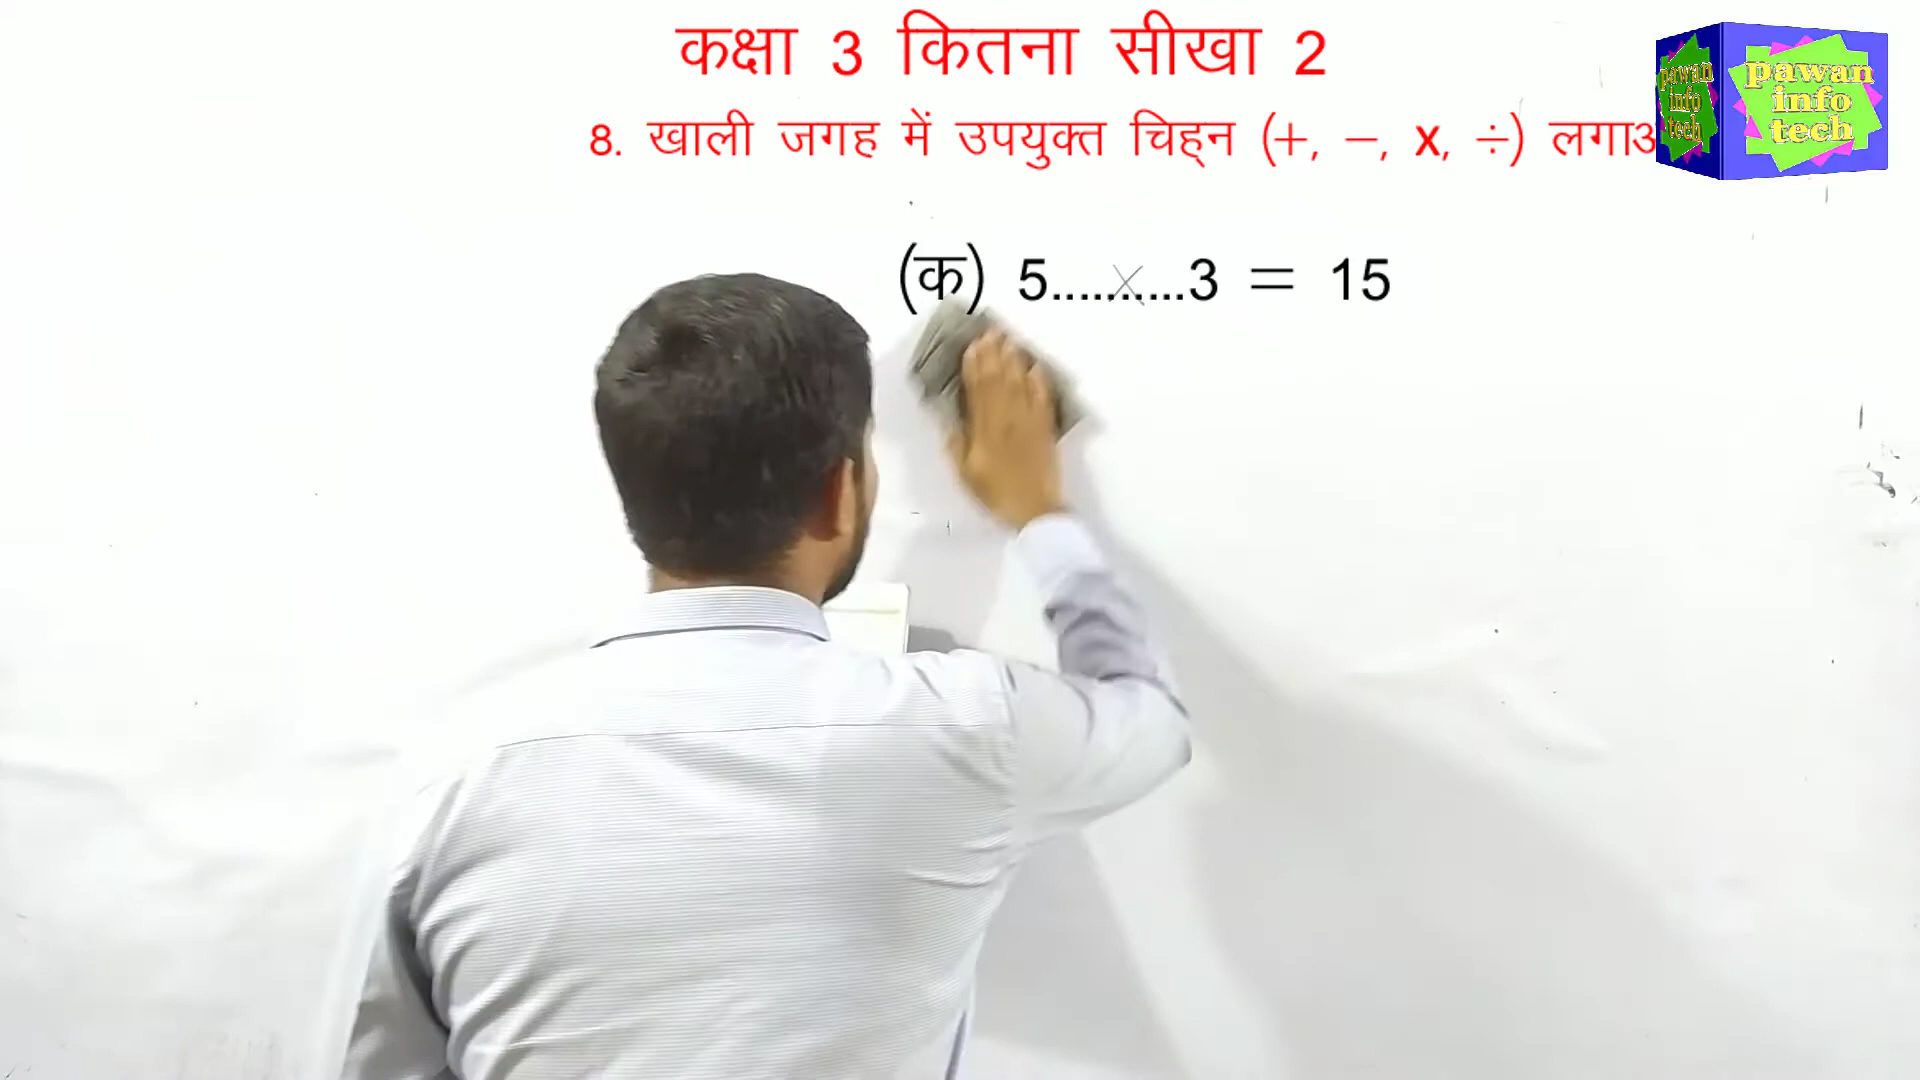 कक्षा 3 कितना सीखा 2
8. खाली जगह में उपयुक्त चिह्न (+, −, x, ÷) लगाओ
(क) 5..........3 = 15
×
pawan info tech
pawan info tech